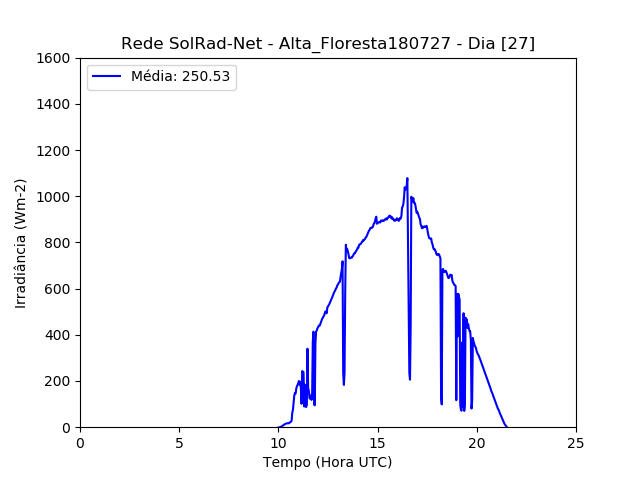 Rede SolRad-Net - Alta_Floresta180727 - Dia [27]
Média: 250.53
1600
1400
1200
1000
800
600
400
200
0
Irradiância (Wm-2)
0 5 10 15 20 25
Tempo (Hora UTC)